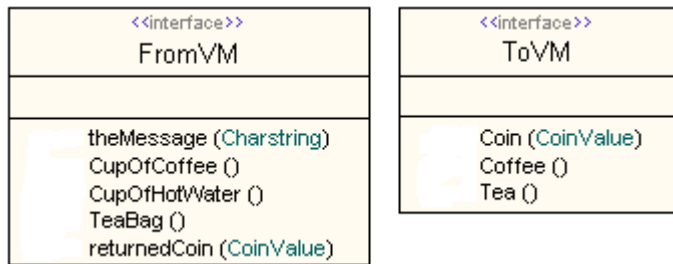 <<interface>>
FromVM
theMessage (Charstring)
CupOfCoffee ()
CupOfHotWater ()
TeaBag ()
returnedCoin (CoinValue)
<<interface>>
ToVM
Coin (CoinValue)
Coffee ()
Tea ()